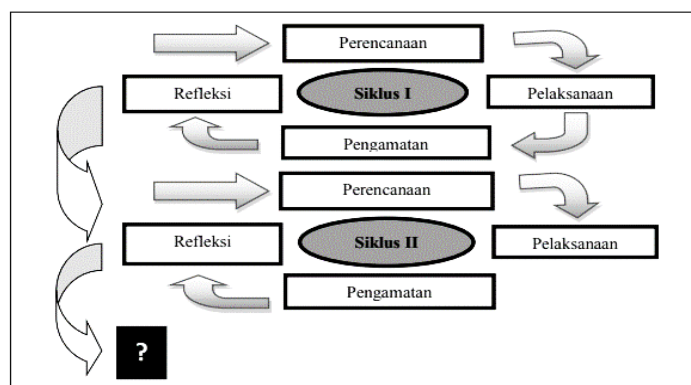 Perencanaan
Refleksi
Siklus I
Pelaksanaan
Pengamatan
Perencanaan
Refleksi
Siklus II
Pelaksanaan
Pengamatan
?